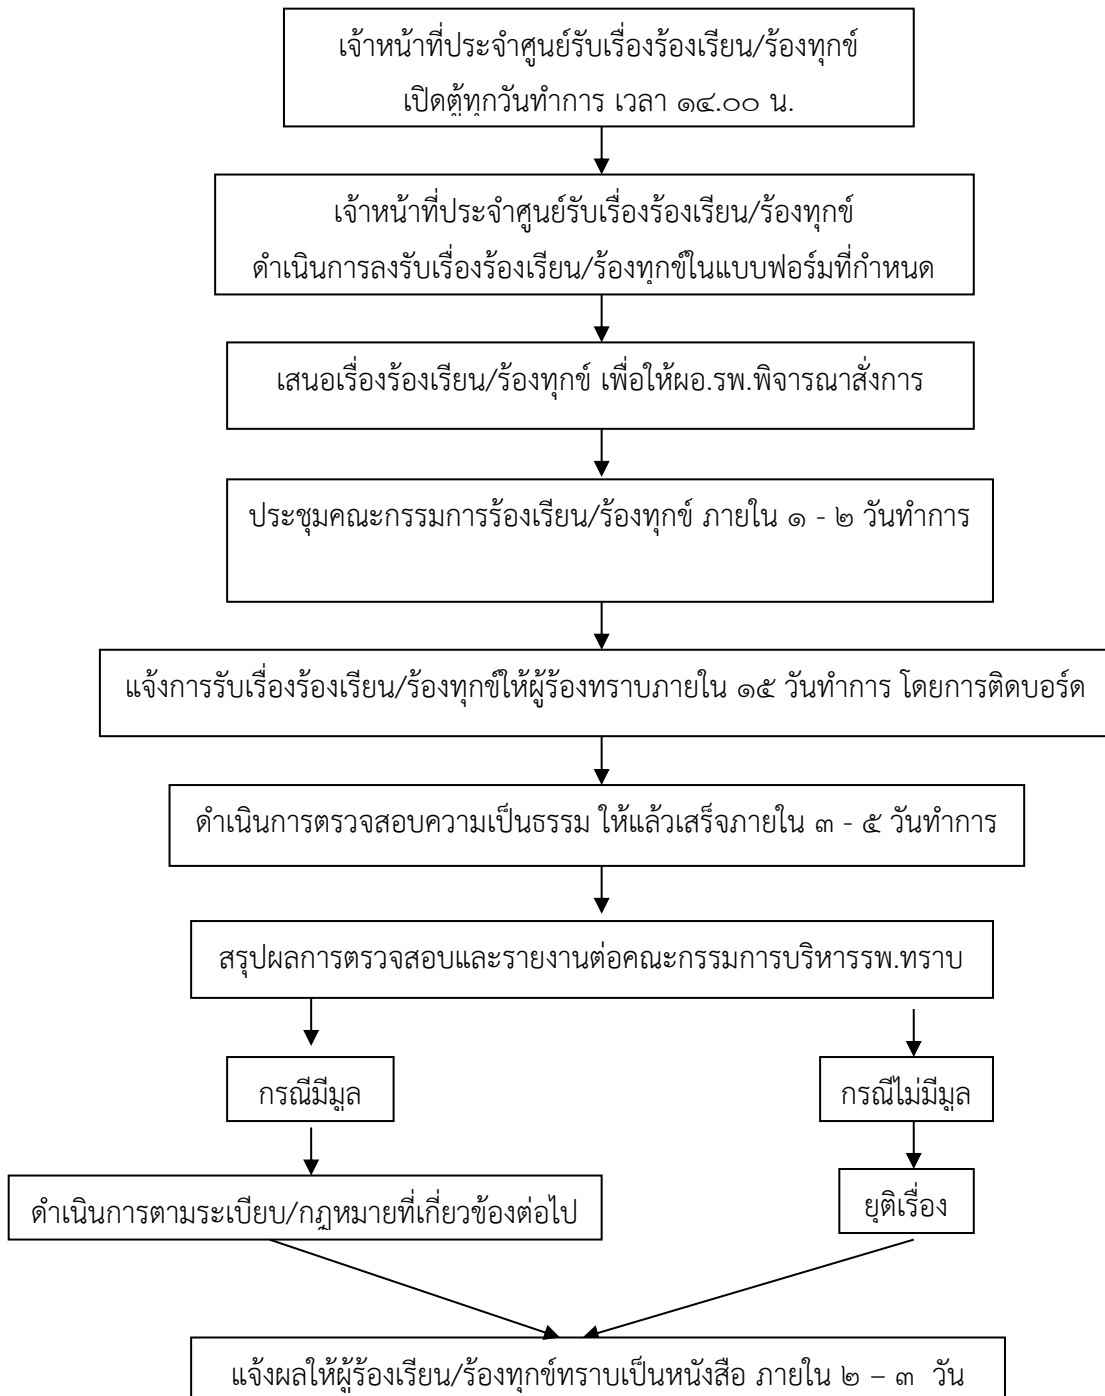 เจ้าหน้าที่ประจำศูนย์รับเรื่องร้องเรียน/ร้องทุกข์
เปิดตู้ทุกวันทำการ เวลา ๑๔.๐๐ น.
เจ้าหน้าที่ประจำศูนย์รับเรื่องร้องเรียน/ร้องทุกข์
ดำเนินการลงรับเรื่องร้องเรียน/ร้องทุกข์ในแบบฟอร์มที่กำหนด
เสนอเรื่องร้องเรียน/ร้องทุกข์ เพื่อให้ผอ.รพ.พิจารณาสั่งการ
ประชุมคณะกรรมการร้องเรียน/ร้องทุกข์ ภายใน ๑ - ๒ วันทำการ
แจ้งการรับเรื่องร้องเรียน/ร้องทุกข์ให้ผู้ร้องทราบภายใน ๑๕ วันทำการ โดยการติดบอร์ด
ดำเนินการตรวจสอบความเป็นธรรม ให้แล้วเสร็จภายใน ๓ - ๕ วันทำการ
สรุปผลการตรวจสอบและรายงานต่อคณะกรรมการบริหารรพ.ทราบ
กรณีมีมูล
กรณีไม่มีมูล
ดำเนินการตามระเบียบ/กฎหมายที่เกี่ยวข้องต่อไป
ยุติเรื่อง
แจ้งผลให้ผู้ร้องเรียน/ร้องทุกข์ทราบเป็นหนังสือ ภายใน ๒ – ๓ วัน